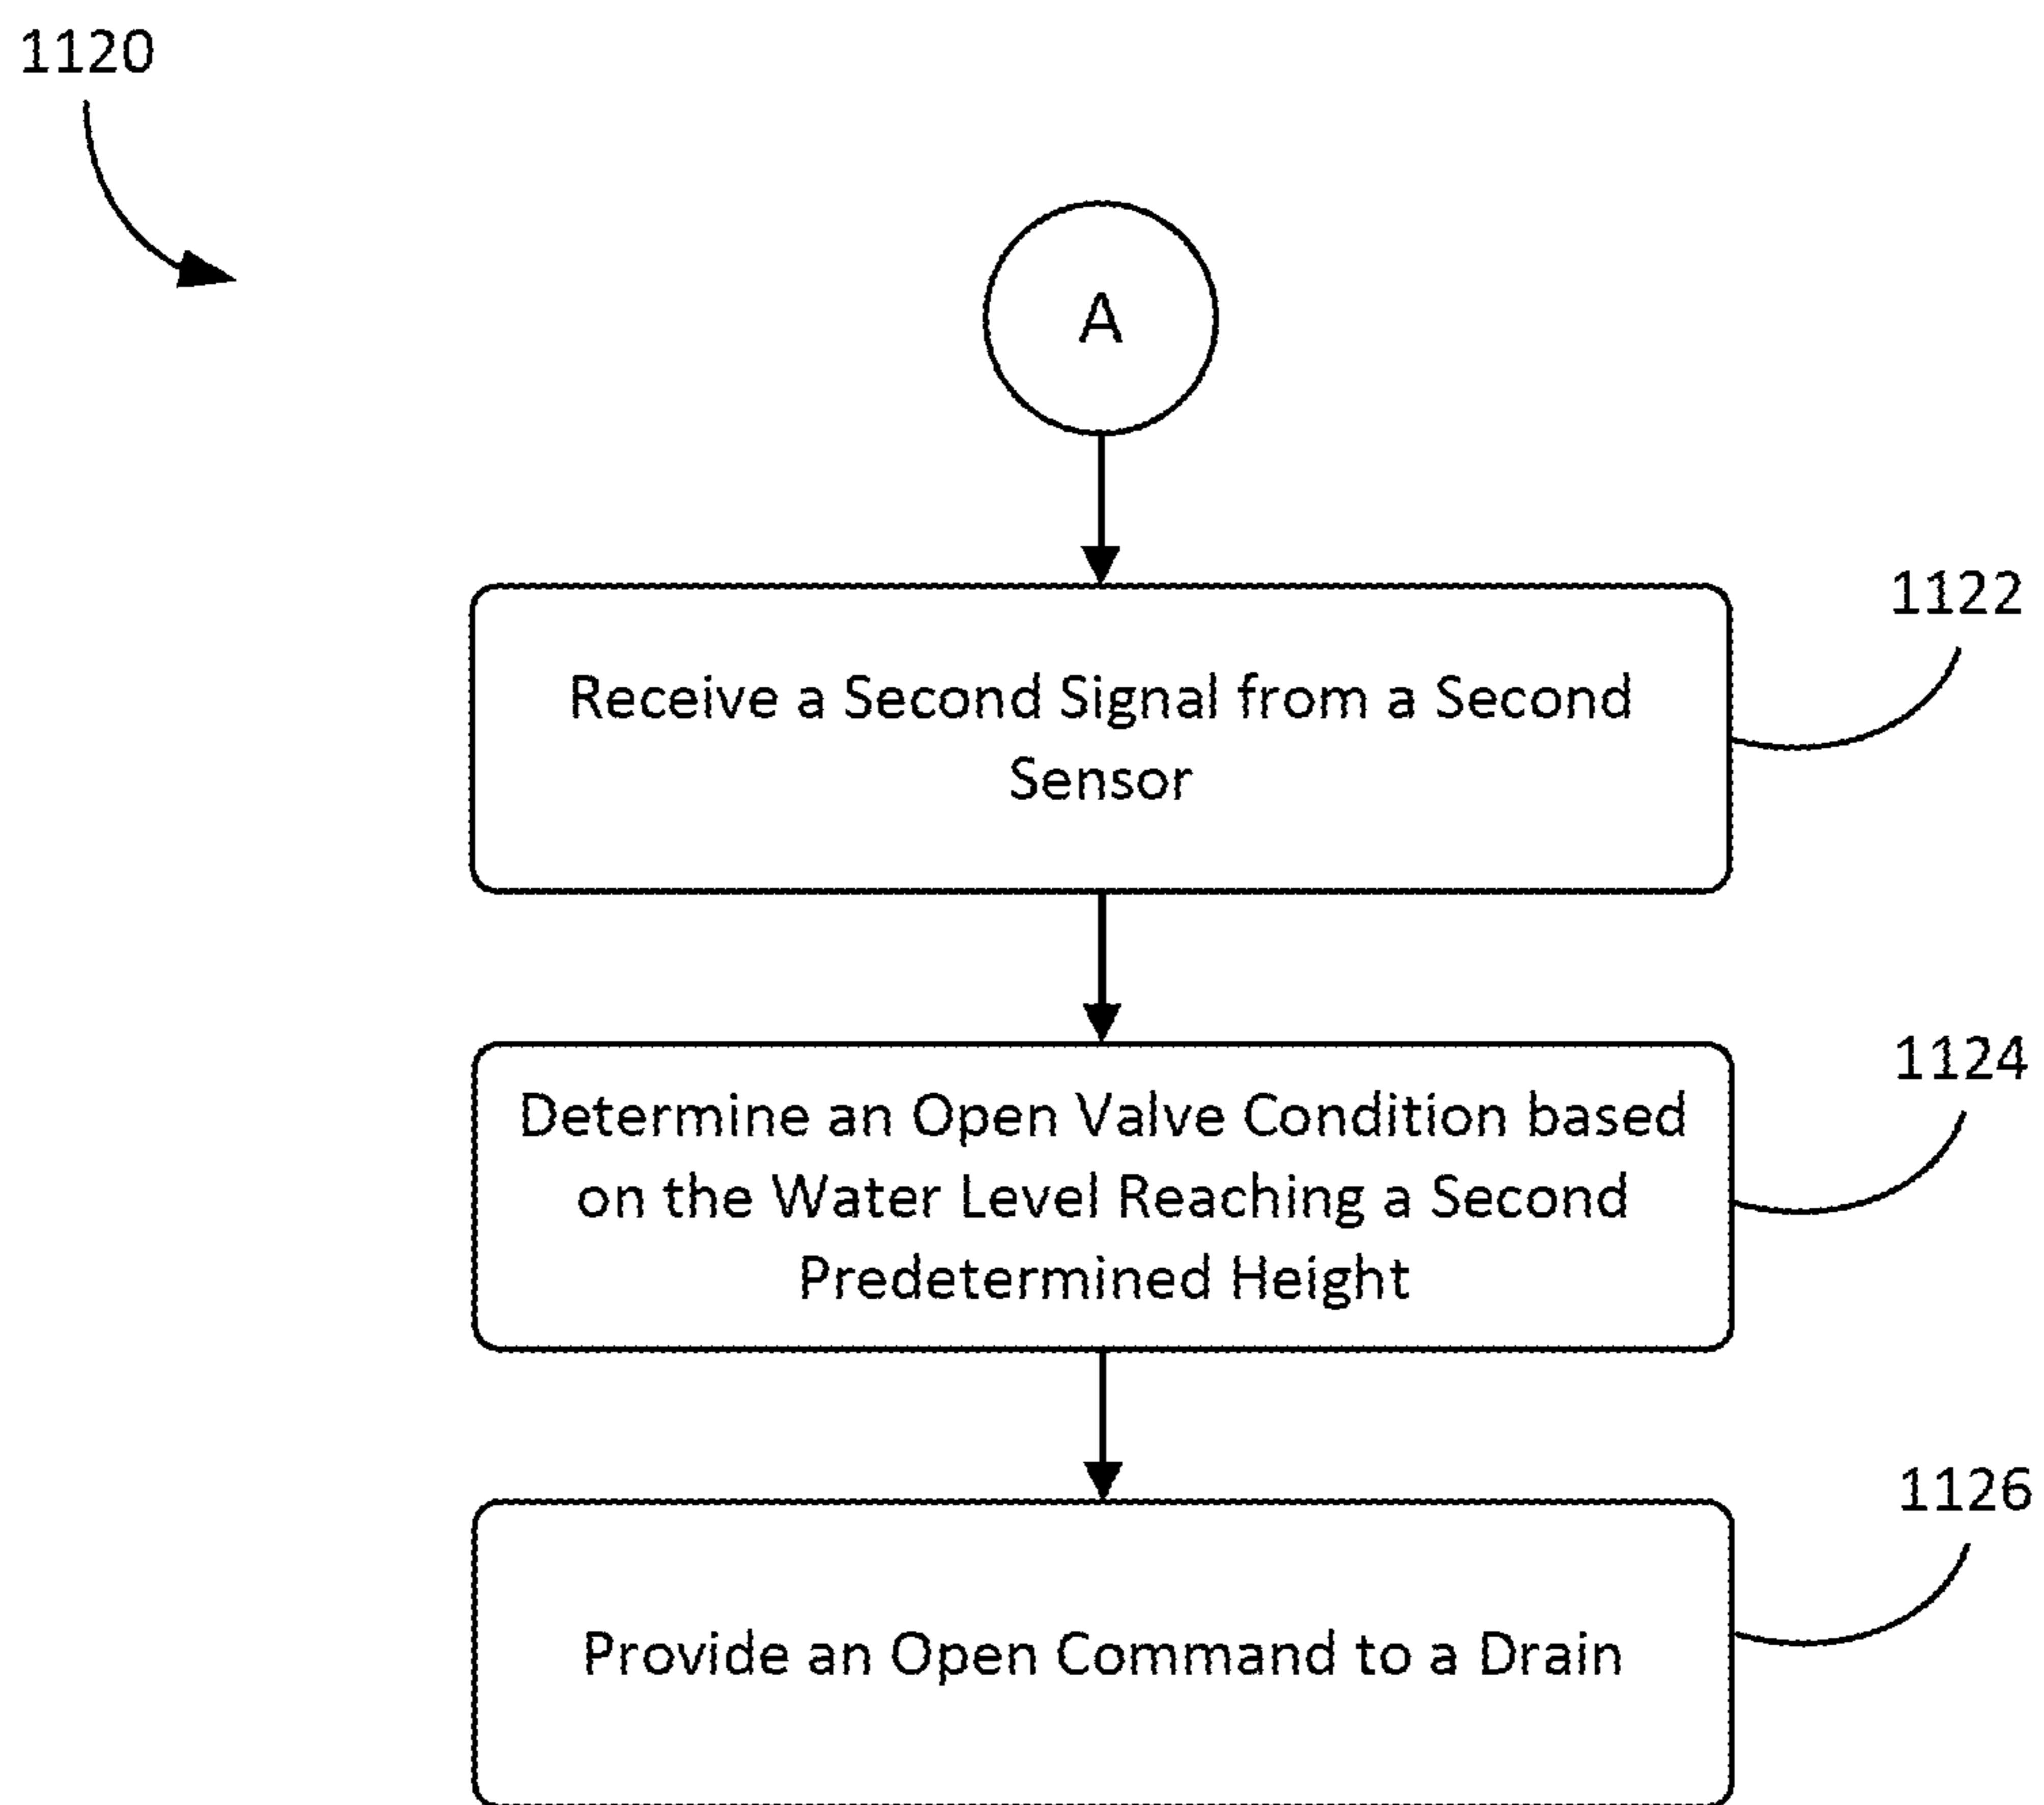 1120
A
1122
Receive a Second Signal from a Second
Sensor
1124
Determine an Open Valve Condition based
on the Water Level Reaching a Second
Predetermined Height
1126
Provide an Open Command to a Drain